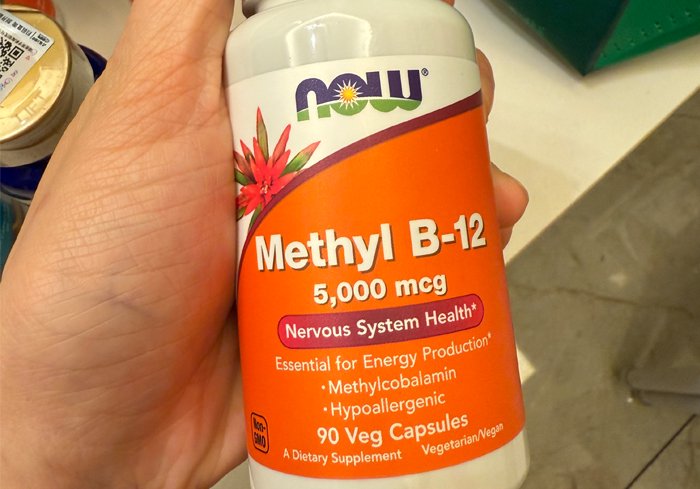 NOW®
Methyl B-12
5,000 mcg
Nervous System Health*
Essential for Energy Production*
• Methylcobalamin
• Hypoallergenic
90 Veg Capsules
Non-
GMO
A Dietary Supplement Vegetarian/Vegan